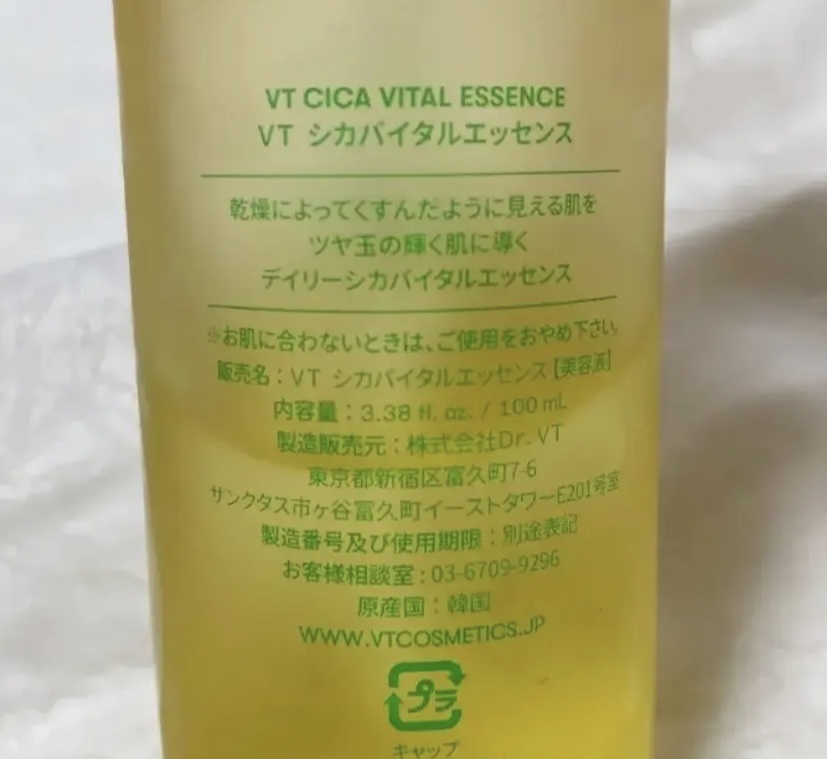 VT CICA VITAL ESSENCE
VT シカバイタルエッセンス
乾燥によってくすんだように見える肌を
ツヤ玉の輝く肌に導く
デイリーシカバイタルエッセンス
※お肌に合わないときは、ご使用をおやめ下さい。
販売名：VT シカバイタルエッセンス【美容液】
内容量：3.38 fl. oz. / 100 mL
製造販売元：株式会社Dr. VT
東京都新宿区富久町7-6
サンクタス市ヶ谷富久町イーストタワーE201号室
製造番号及び使用期限：別途表記
お客様相談室：03-6709-9296
原産国：韓国
WWW.VTCOSMETICS.JP
プラ
キャップ